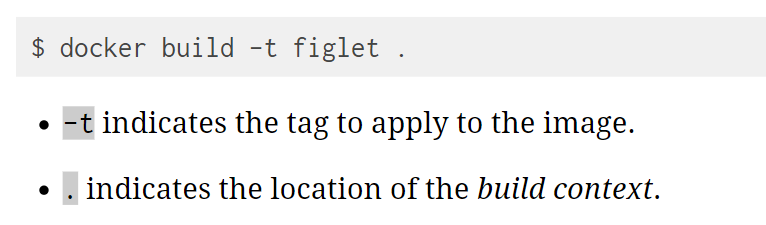 $ docker build -t figlet .
• -t indicates the tag to apply to the image.
• . indicates the location of the build context.